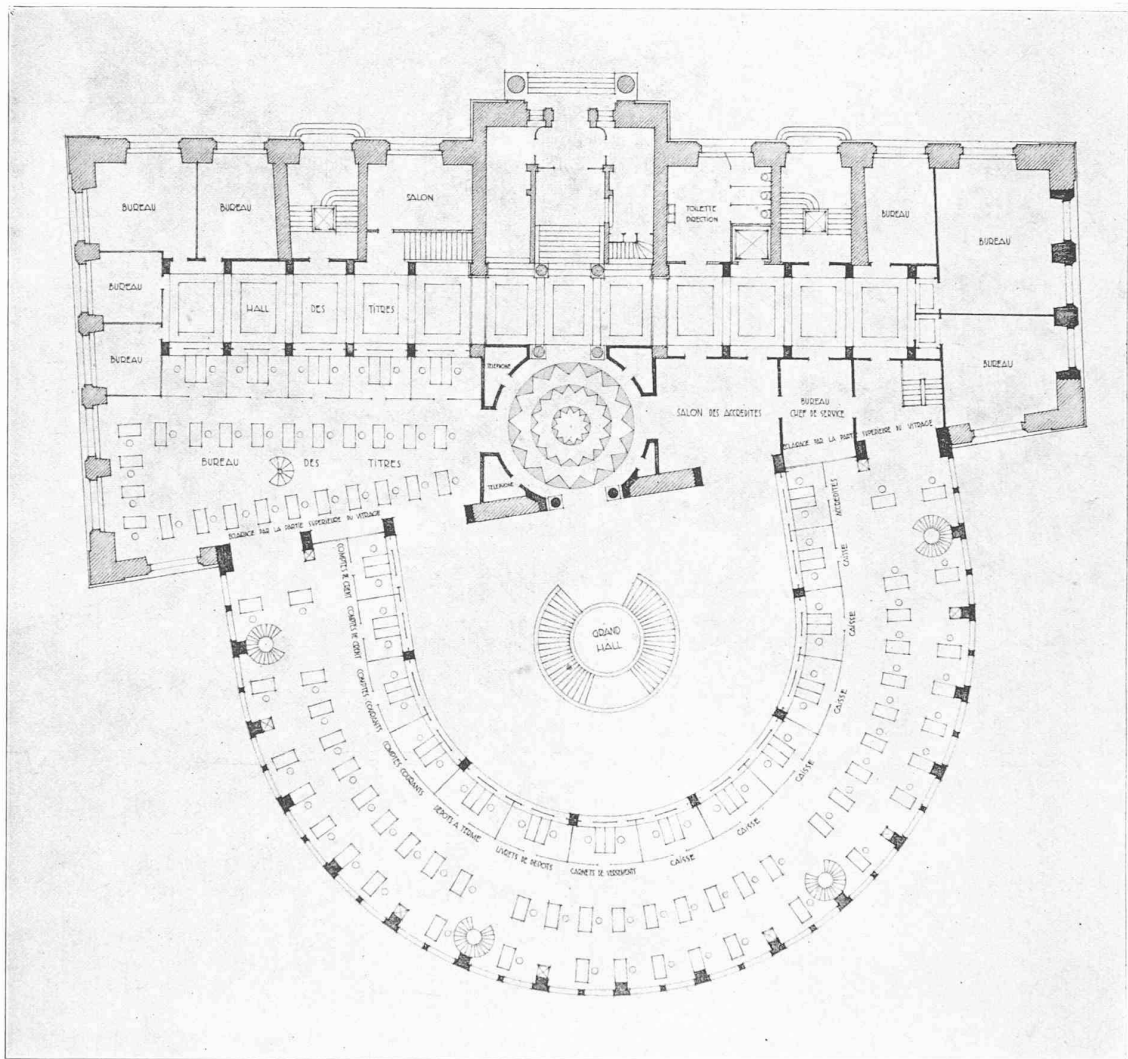 SALON
BUREAU
BUREAU
TOILETTE
DIRECTION
BUREAU
BUREAU
BUREAU
HALL
DES
TITRES
BUREAU
TELEPHONE
BUREAU
SALON DES ACCREDITES
BUREAU
CHEF DE SERVICE
ECLAIRAGE PAR LA PARTIE SUPERIEURE DU VITRAGE
BUREAU
DES
TITRES
TELEPHONE
ECLAIRAGE PAR LA PARTIE SUPERIEURE DU VITRAGE
ACCREDITES
COMPTES DE CREDIT
CAISSE
COMPTES DE CREDIT
CAISSE
GRAND
HALL
COMPTES COURANTS
CAISSE
COMPTES COURANTS
CAISSE
DEPOTS A TERME
CAISSE
LIVRETS DE DEPOTS
CARNETS DE VERSEMENTS
CAISSE